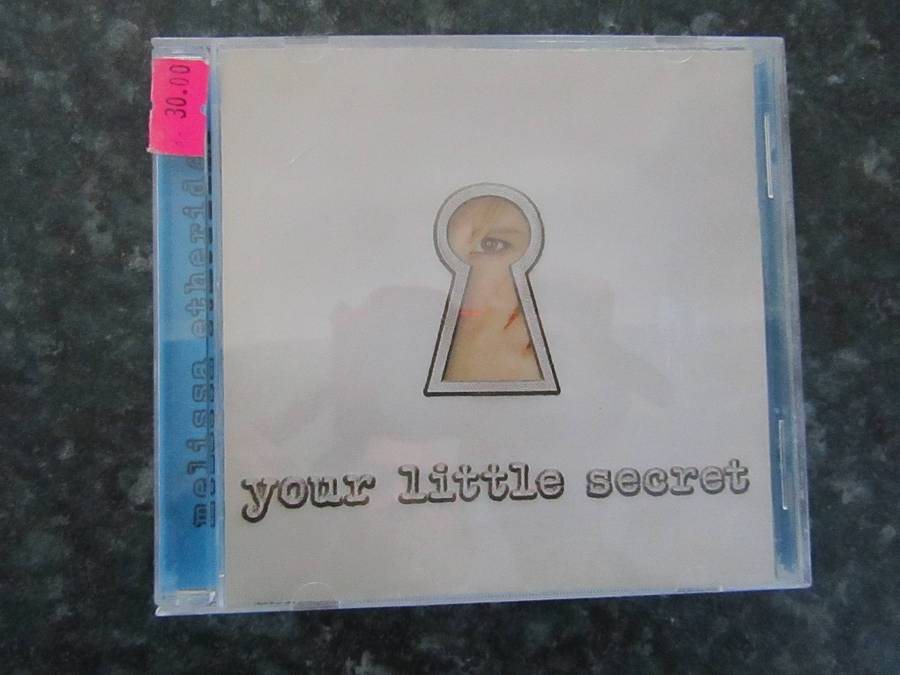 30.00
melissa etheridge
your little secret